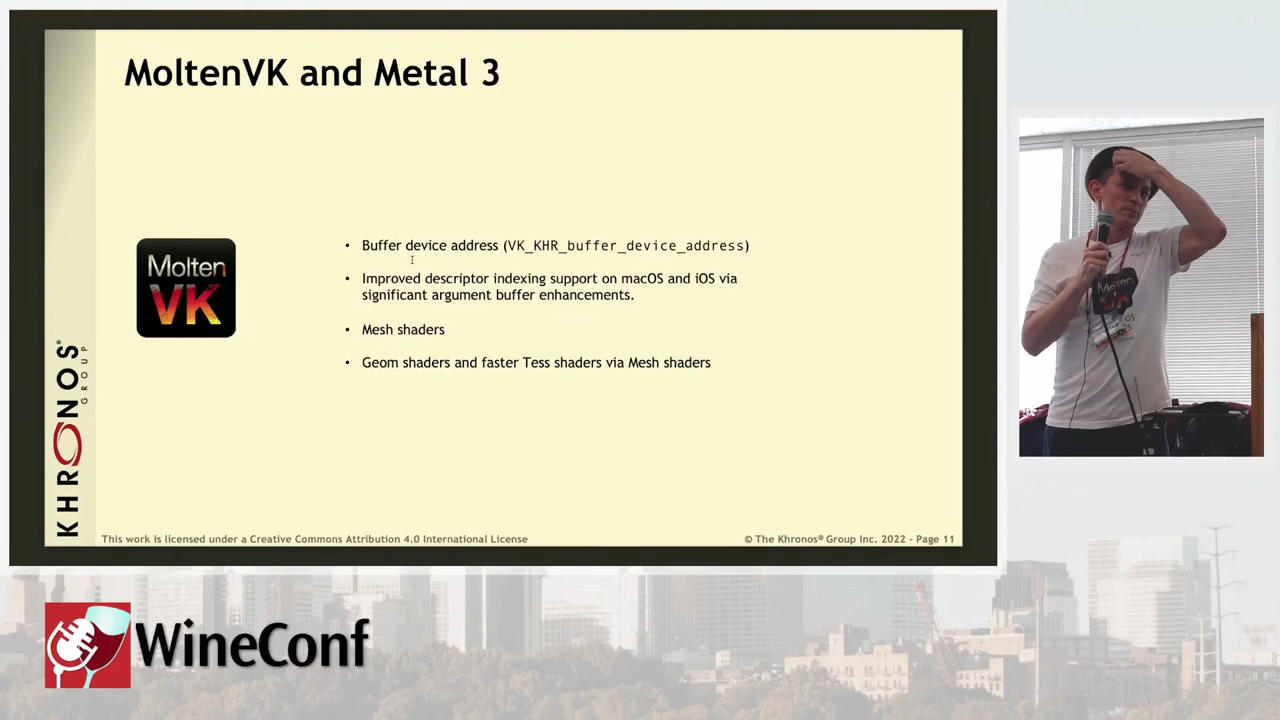 MoltenVK and Metal 3
Molten
VK
• Buffer device address (VK_KHR_buffer_device_address)
• Improved descriptor indexing support on macOS and iOS via
significant argument buffer enhancements.
• Mesh shaders
• Geom shaders and faster Tess shaders via Mesh shaders
KHRONOS®
GROUP
This work is licensed under a Creative Commons Attribution 4.0 International License
© The Khronos® Group Inc. 2022 - Page 11
Molten
VK
WineConf